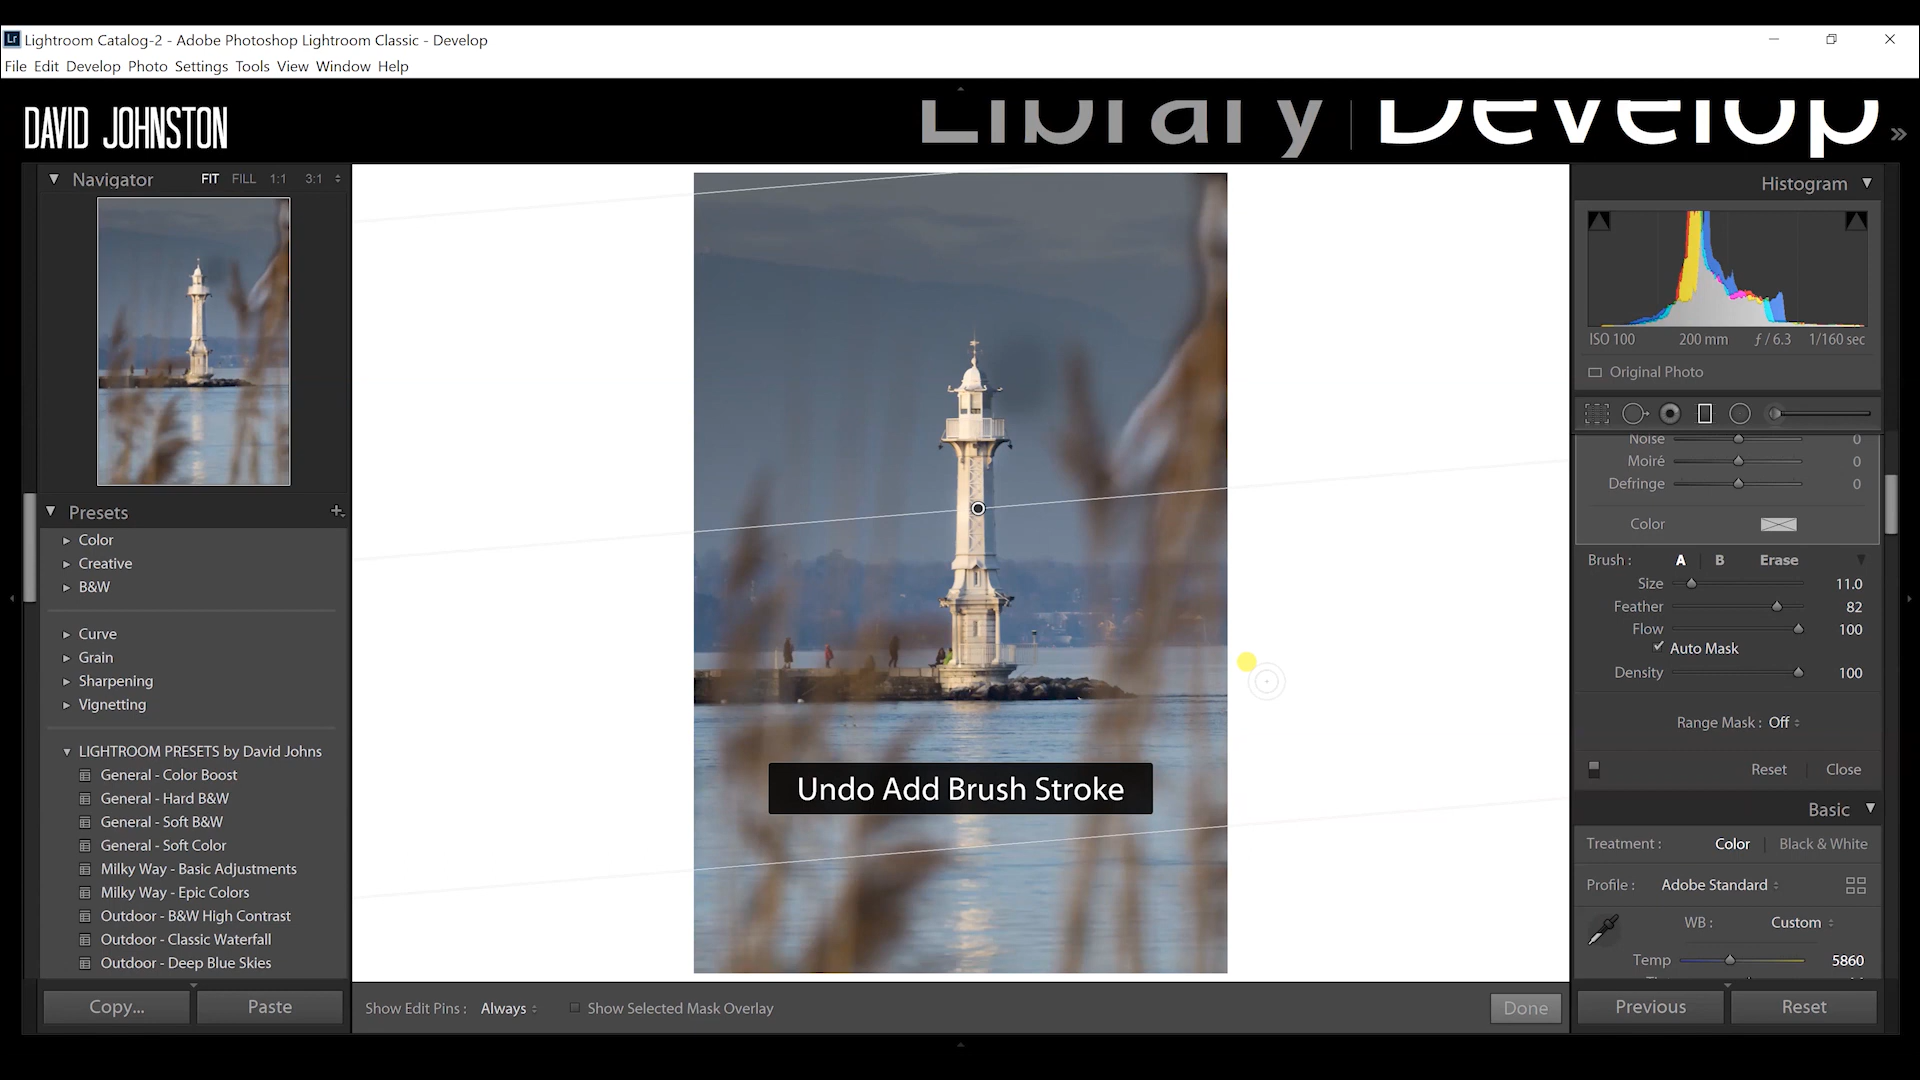 Lightroom Catalog-2 - Adobe Photoshop Lightroom Classic - Develop
File Edit Develop Photo Settings Tools View Window Help
DAVID JOHNSTON
Library | Develop
Navigator FIT FILL 1:1 3:1
Presets
Color
Creative
B&W
Curve
Grain
Sharpening
Vignetting
LIGHTROOM PRESETS by David Johns
General - Color Boost
General - Hard B&W
General - Soft B&W
General - Soft Color
Milky Way - Basic Adjustments
Milky Way - Epic Colors
Outdoor - B&W High Contrast
Outdoor - Classic Waterfall
Outdoor - Deep Blue Skies
Copy... Paste
Undo Add Brush Stroke
Show Edit Pins : Always Show Selected Mask Overlay Done
Histogram
ISO 100 200 mm ƒ / 6.3 1/160 sec
Original Photo
Noise 0
Moiré 0
Defringe 0
Color
Brush : A B Erase
Size 11.0
Feather 82
Flow 100
Auto Mask
Density 100
Range Mask : Off
Reset Close
Basic
Treatment : Color Black & White
Profile : Adobe Standard
WB : Custom
Temp 5860
Previous Reset